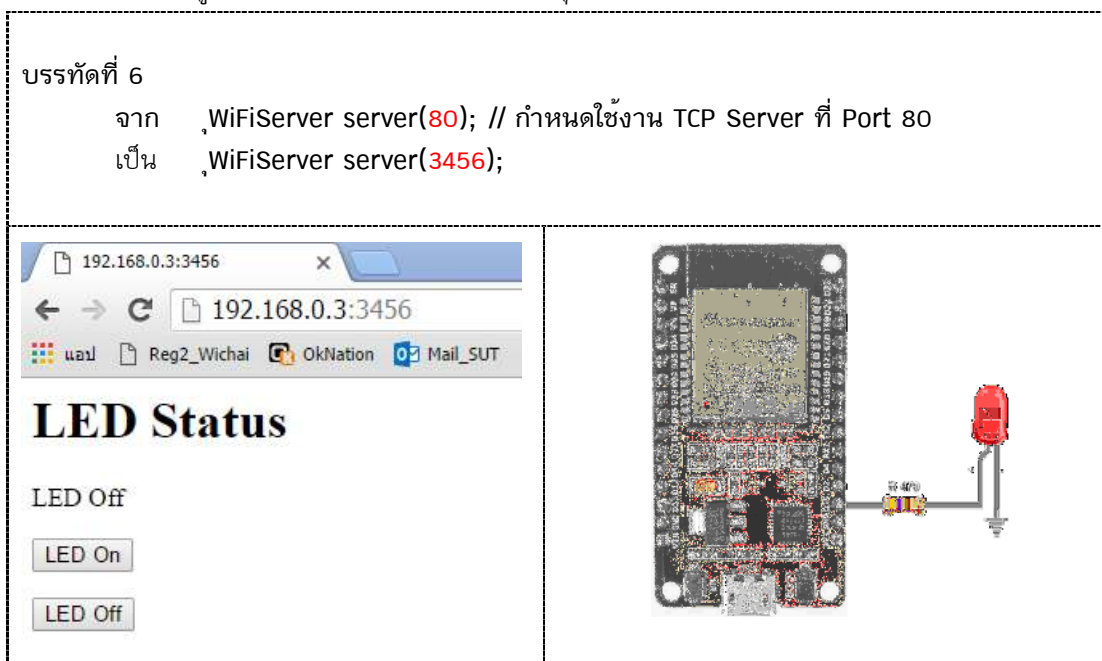 บรรทัดที่ 6
จาก ุWiFiServer server(80); // กำหนดใช้งาน TCP Server ที่ Port 80
เป็น ุWiFiServer server(3456);
192.168.0.3:3456
192.168.0.3:3456
แอป Reg2_Wichai OkNation Mail_SUT
LED Status
LED Off
LED On
LED Off